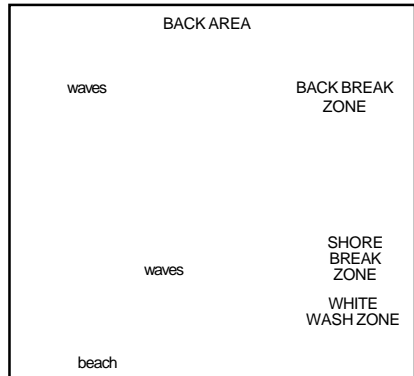 BACK AREA
waves
BACK BREAK
ZONE
SHORE
BREAK
ZONE
waves
WHITE
WASH ZONE
beach